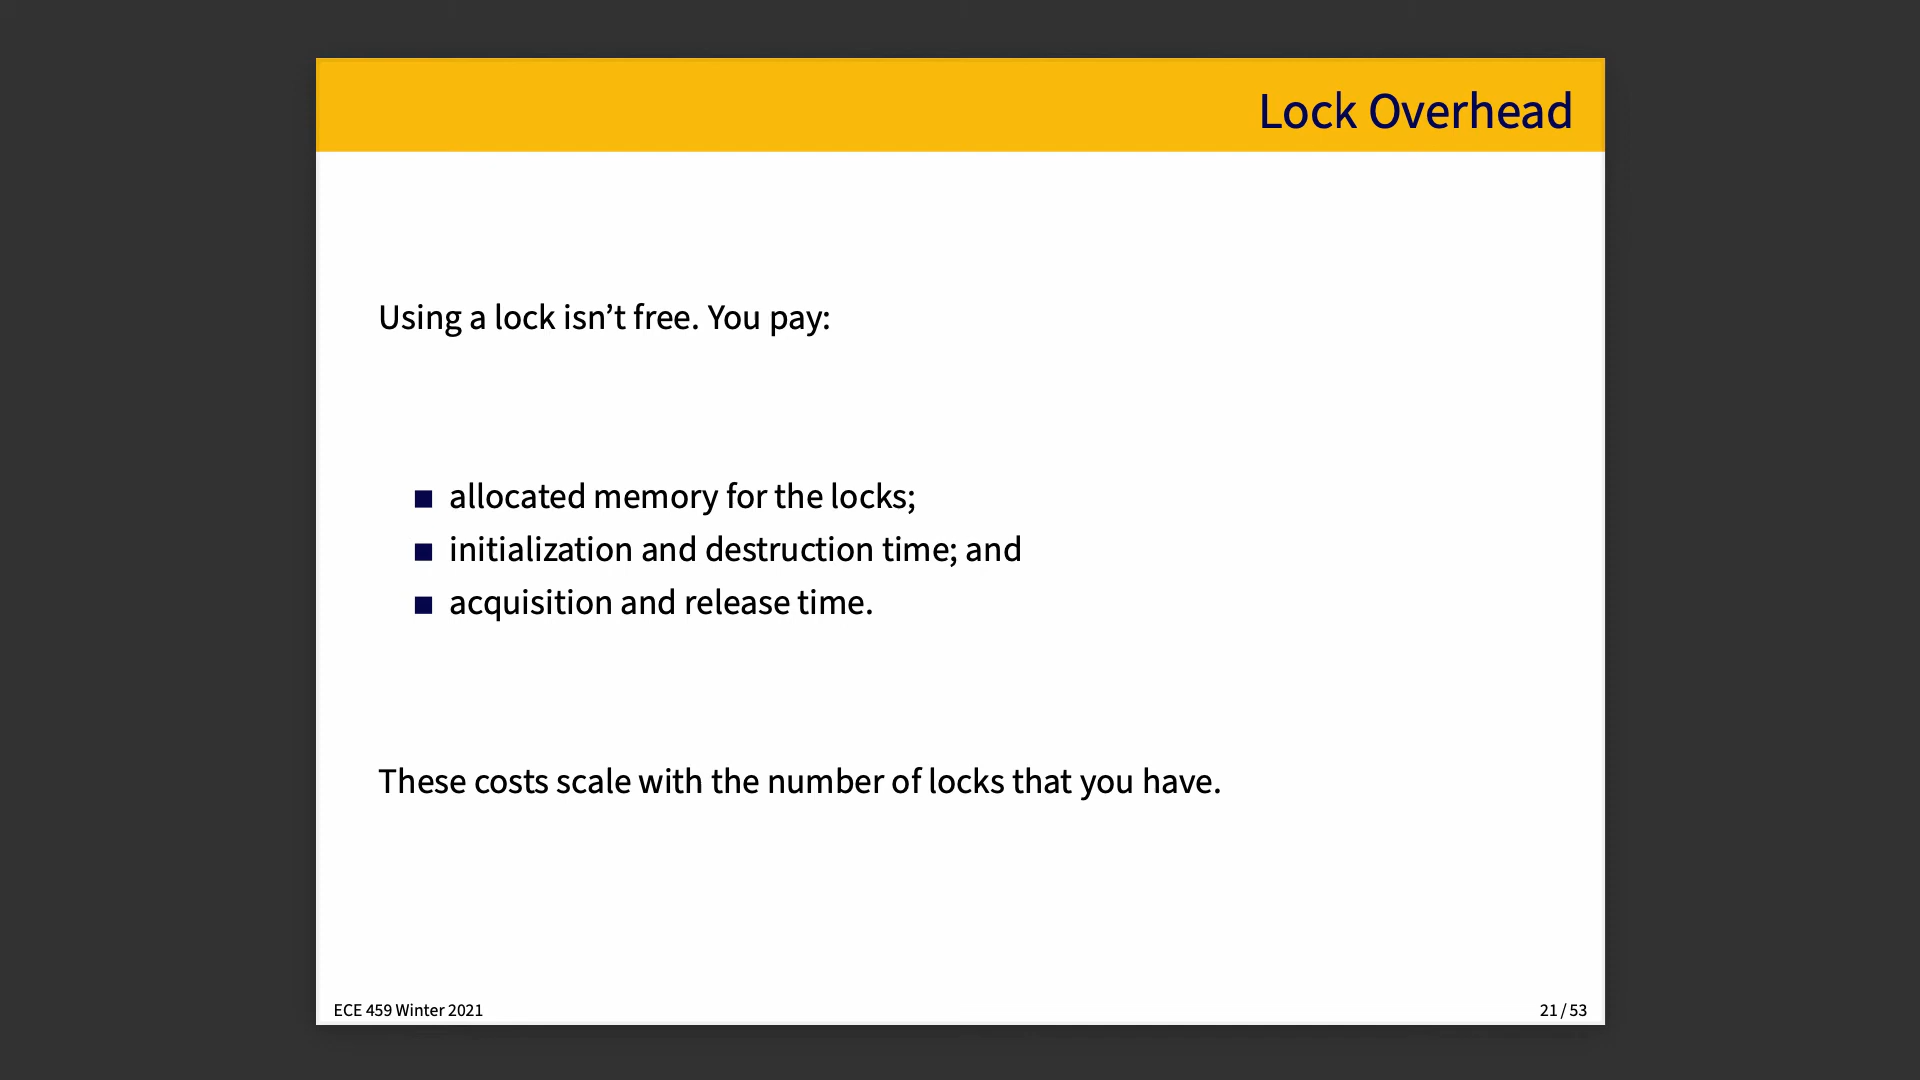 Lock Overhead
Using a lock isn’t free. You pay:
■ allocated memory for the locks;
■ initialization and destruction time; and
■ acquisition and release time.
These costs scale with the number of locks that you have.
ECE 459 Winter 2021
21 / 53